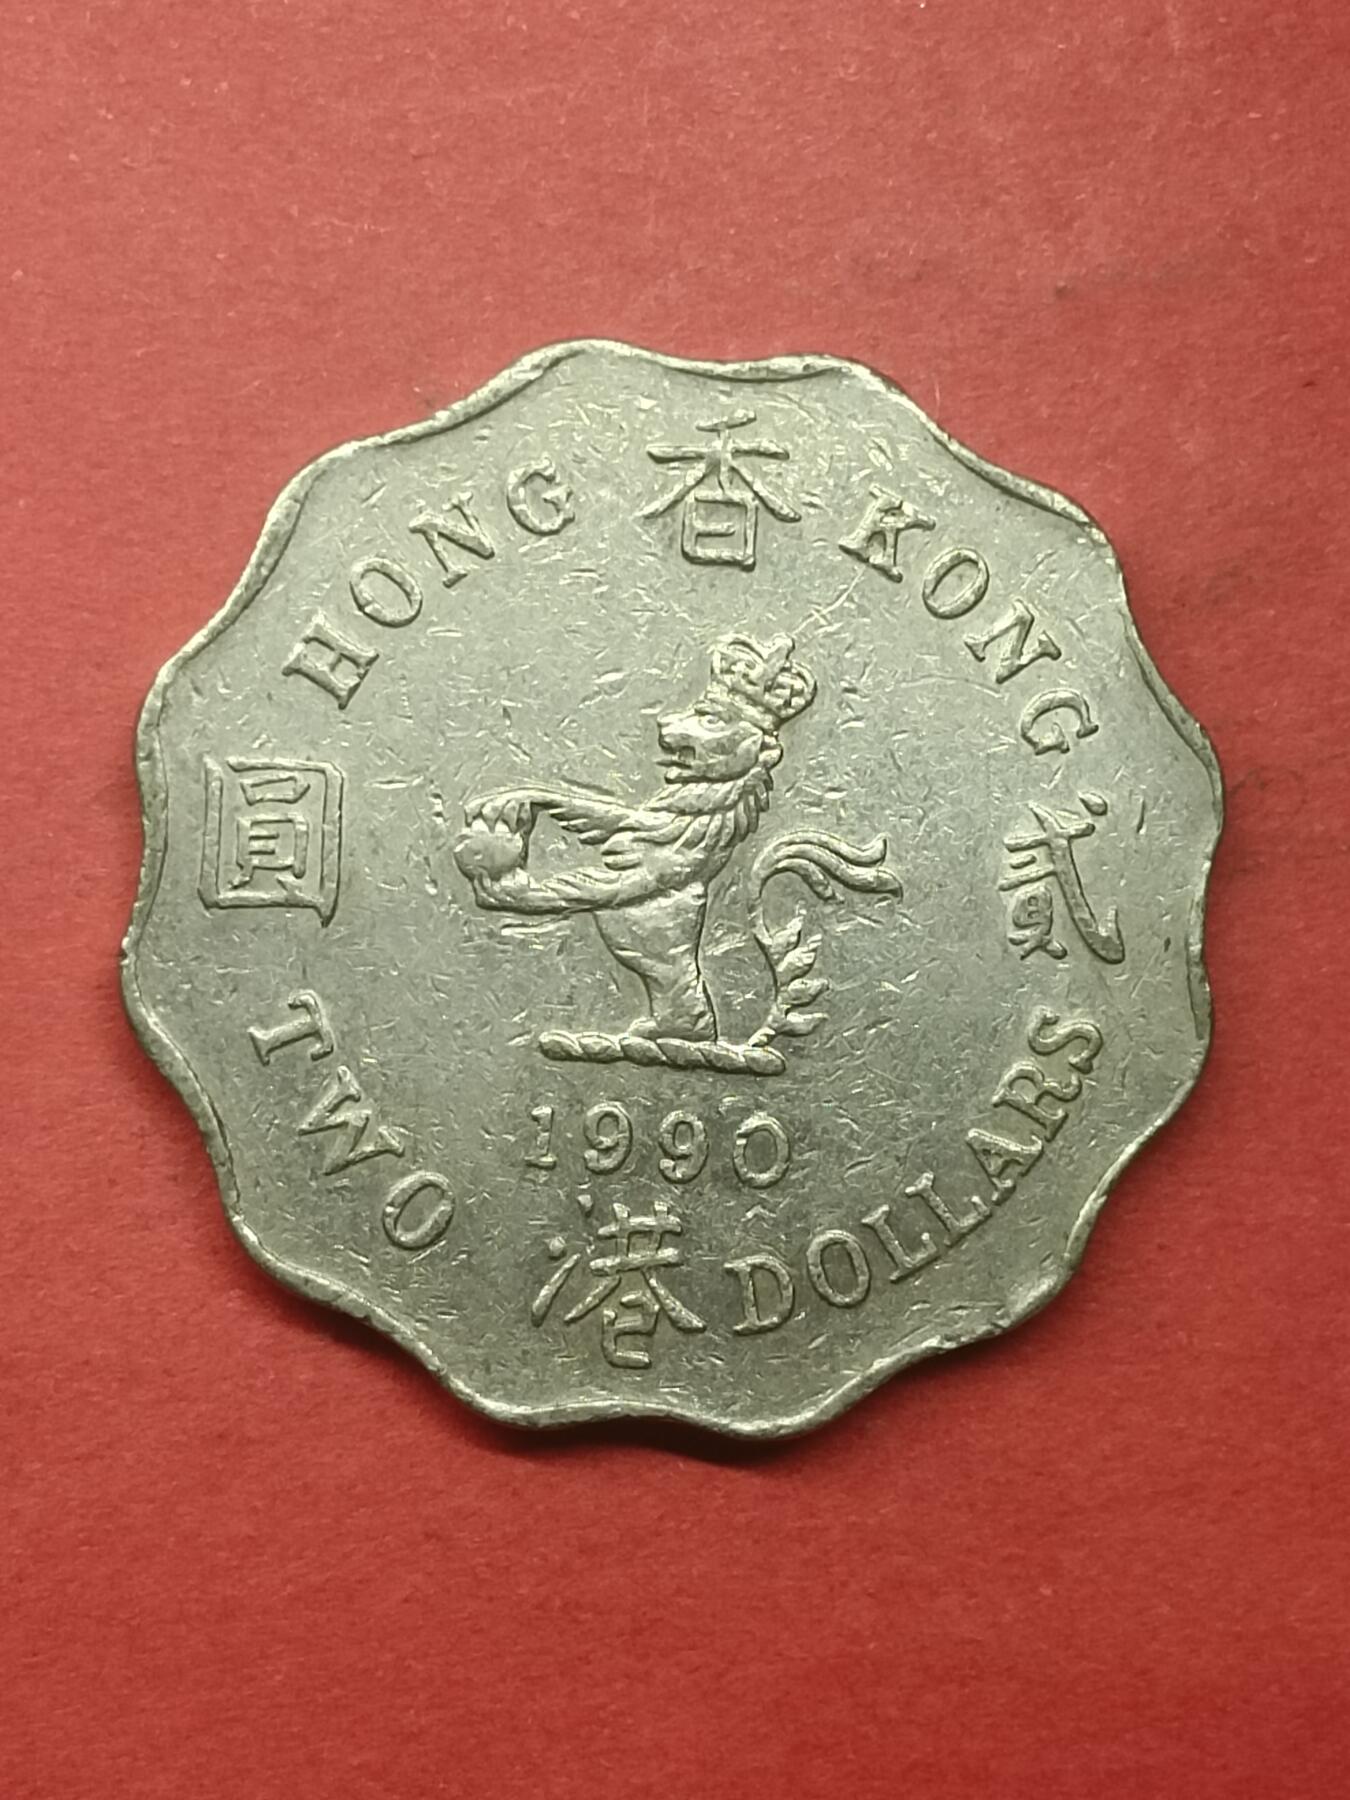 HONG KONG
香港
貳圓
1990
TWO DOLLARS